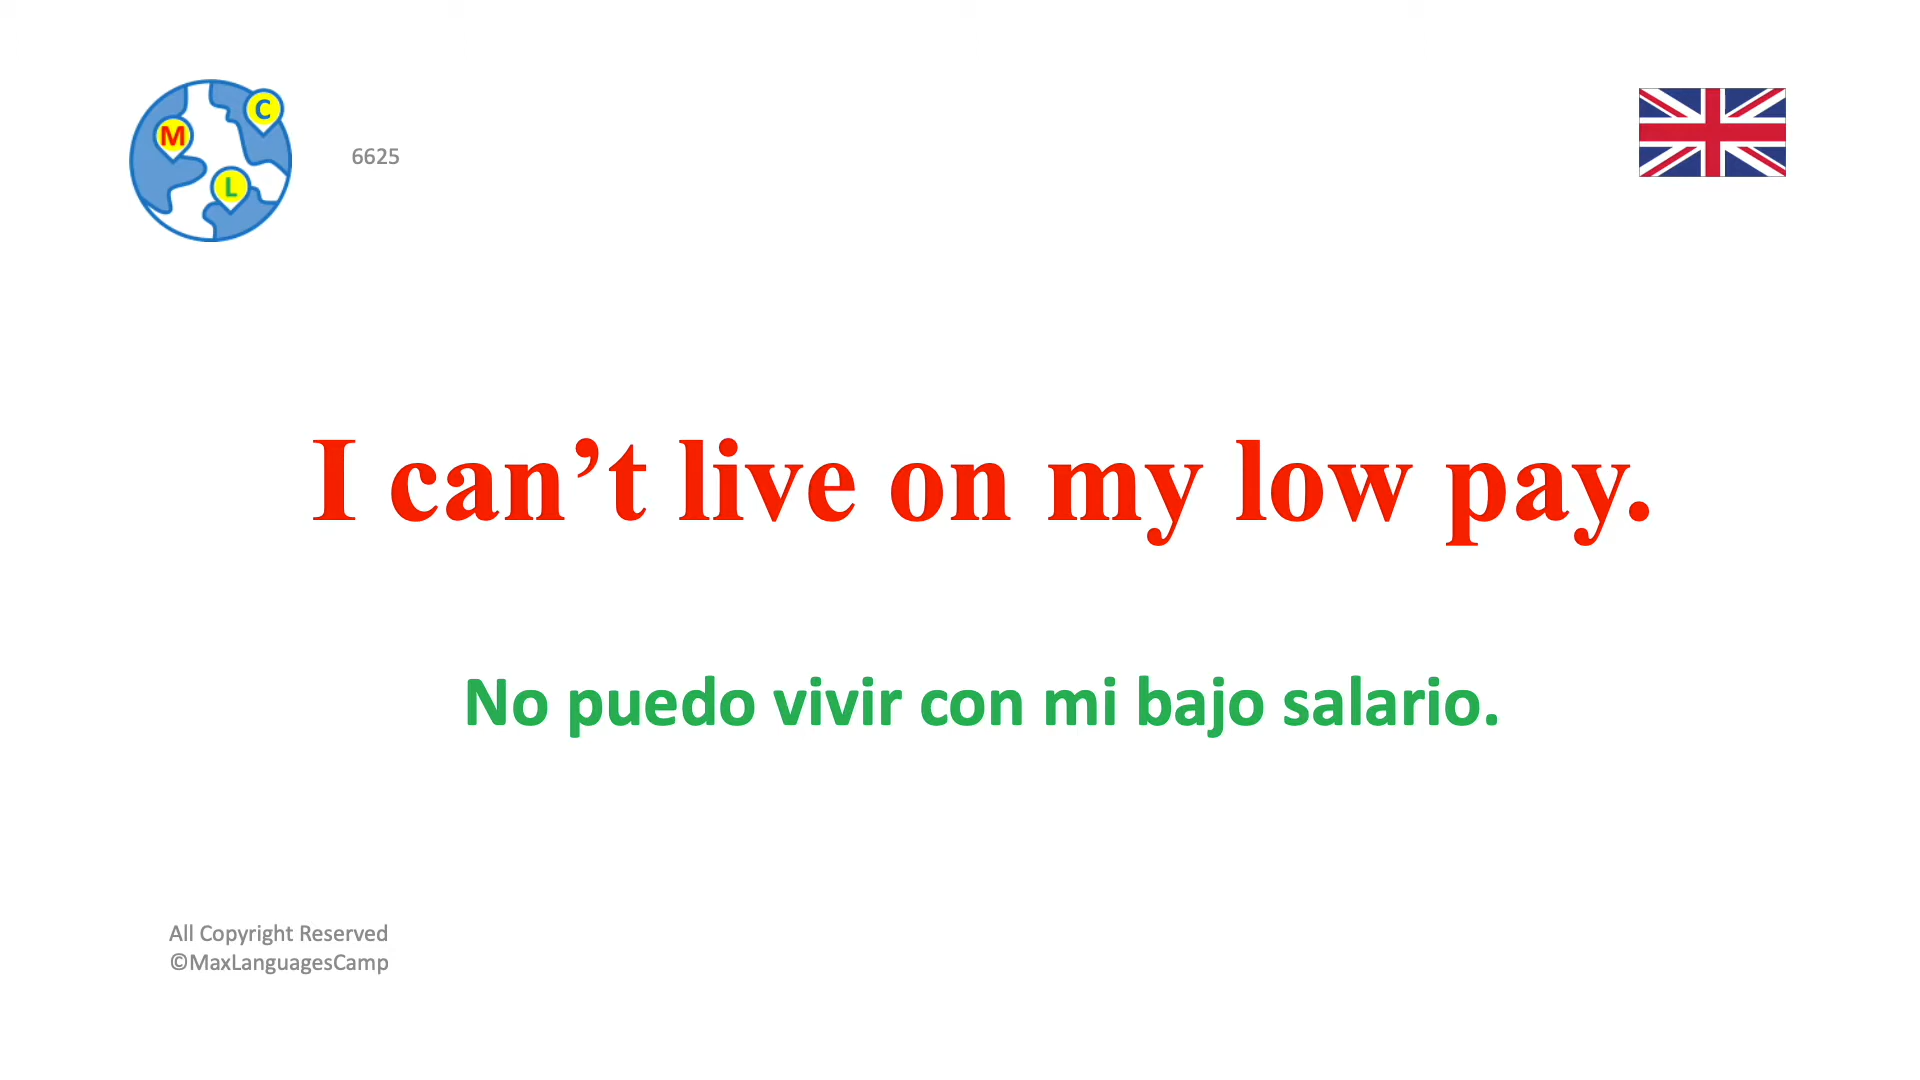 C
M
6625
L
I can’t live on my low pay.
No puedo vivir con mi bajo salario.
All Copyright Reserved
©MaxLanguagesCamp